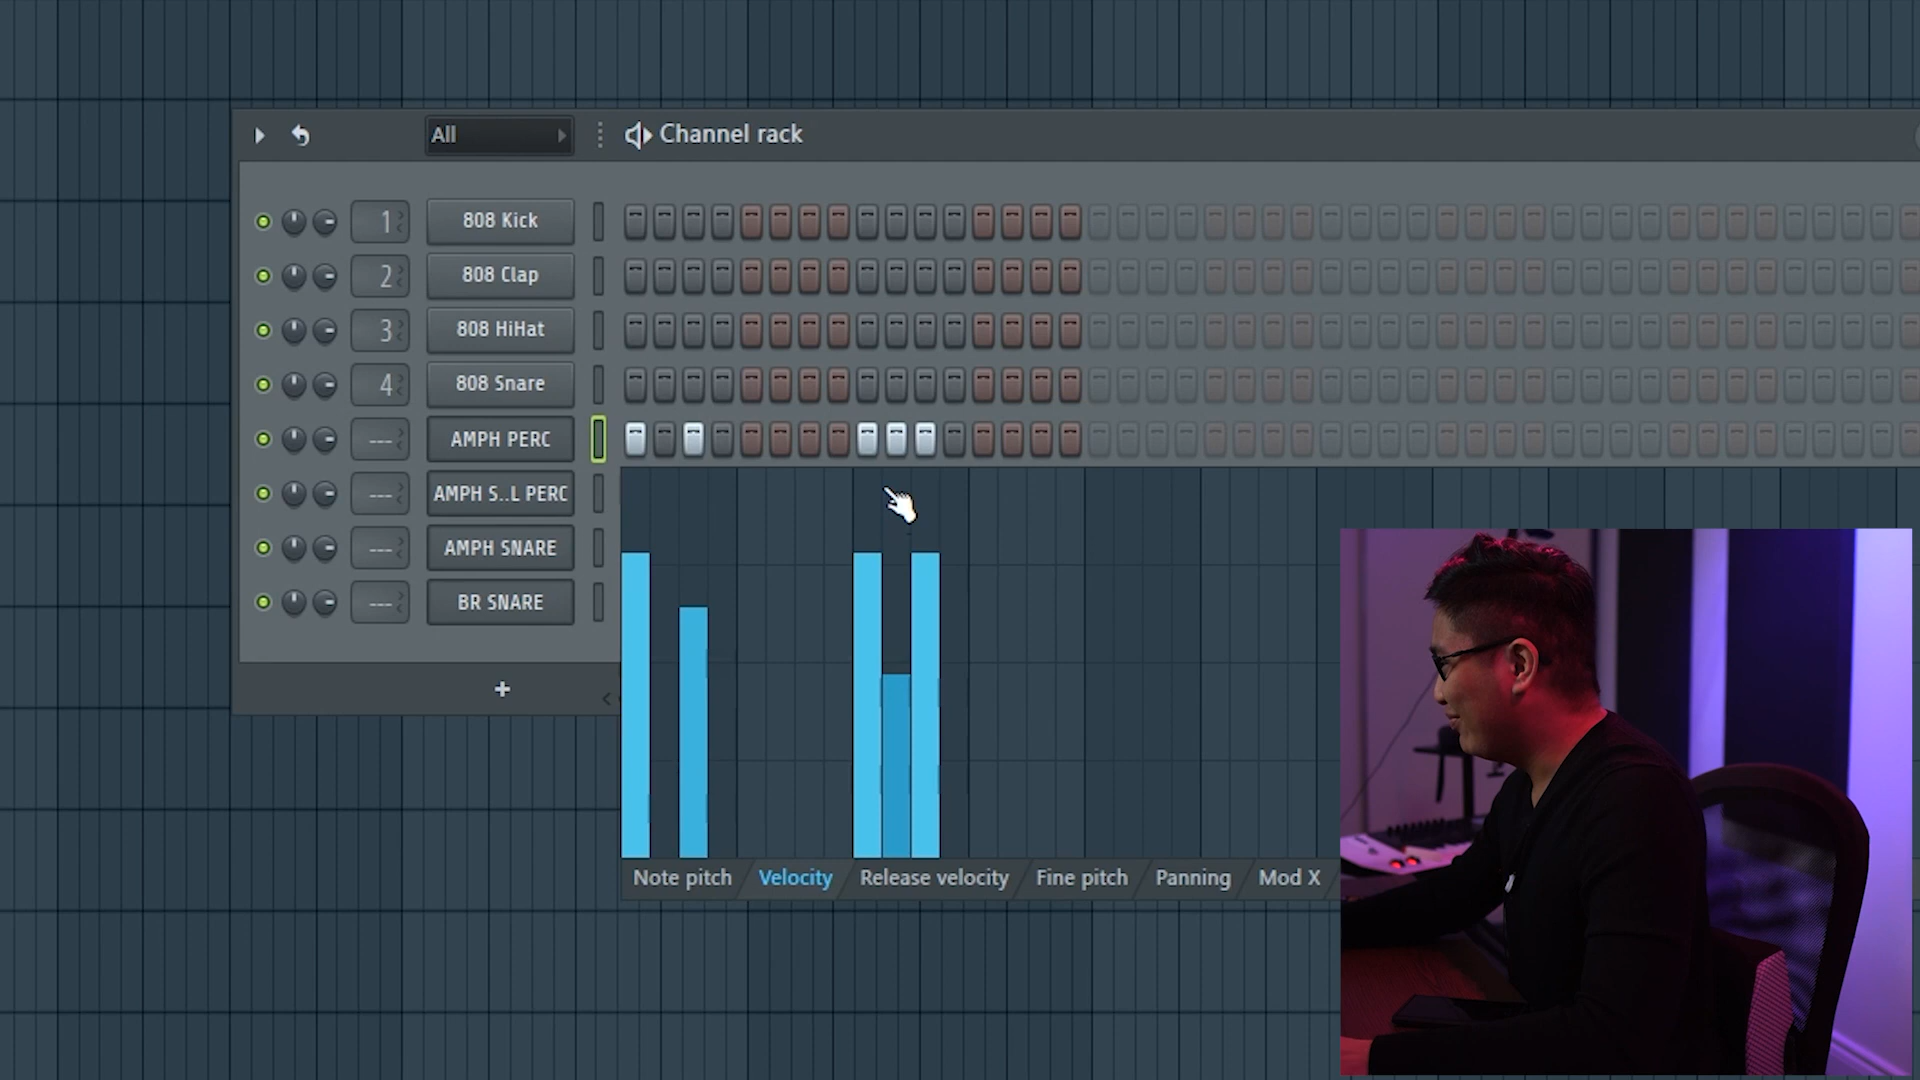 All
Channel rack
1
808 Kick
2
808 Clap
3
808 HiHat
4
808 Snare
---
AMPH PERC
---
AMPH S..L PERC
---
AMPH SNARE
---
BR SNARE
+
Note pitch
Velocity
Release velocity
Fine pitch
Panning
Mod X